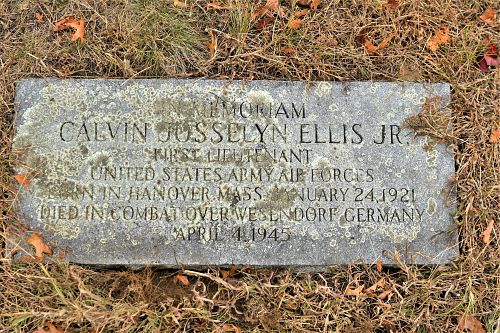 IN MEMORIAM
CALVIN JOSSELYN ELLIS JR.
FIRST LIEUTENANT
UNITED STATES ARMY AIR FORCES
BORN IN HANOVER MASS. JANUARY 24, 1921
DIED IN COMBAT OVER WESENDORF GERMANY
APRIL 4, 1945